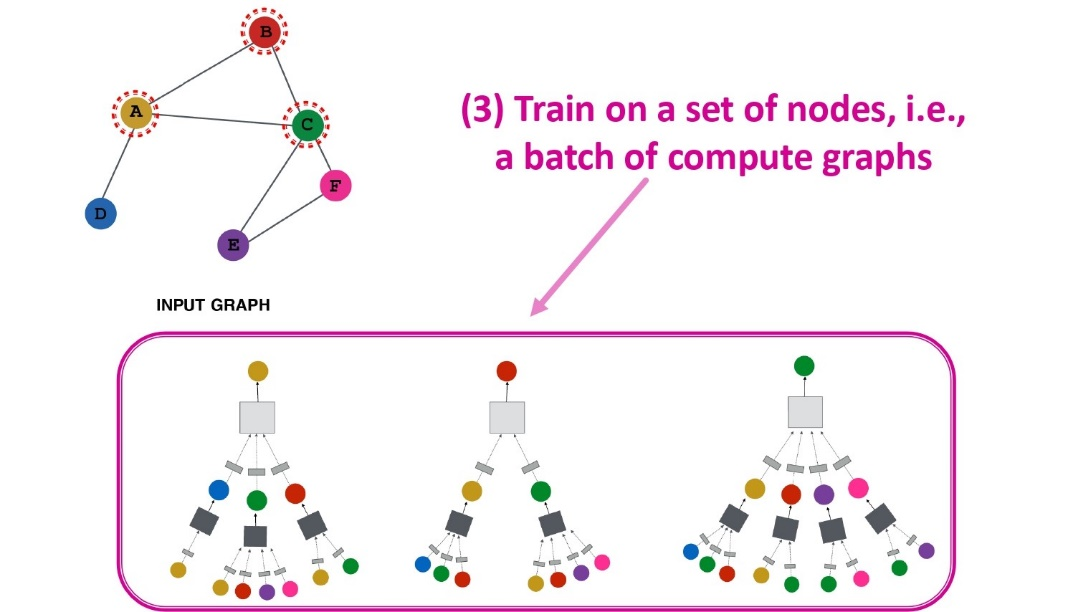 B
A
C
F
D
E
(3) Train on a set of nodes, i.e.,
a batch of compute graphs
INPUT GRAPH